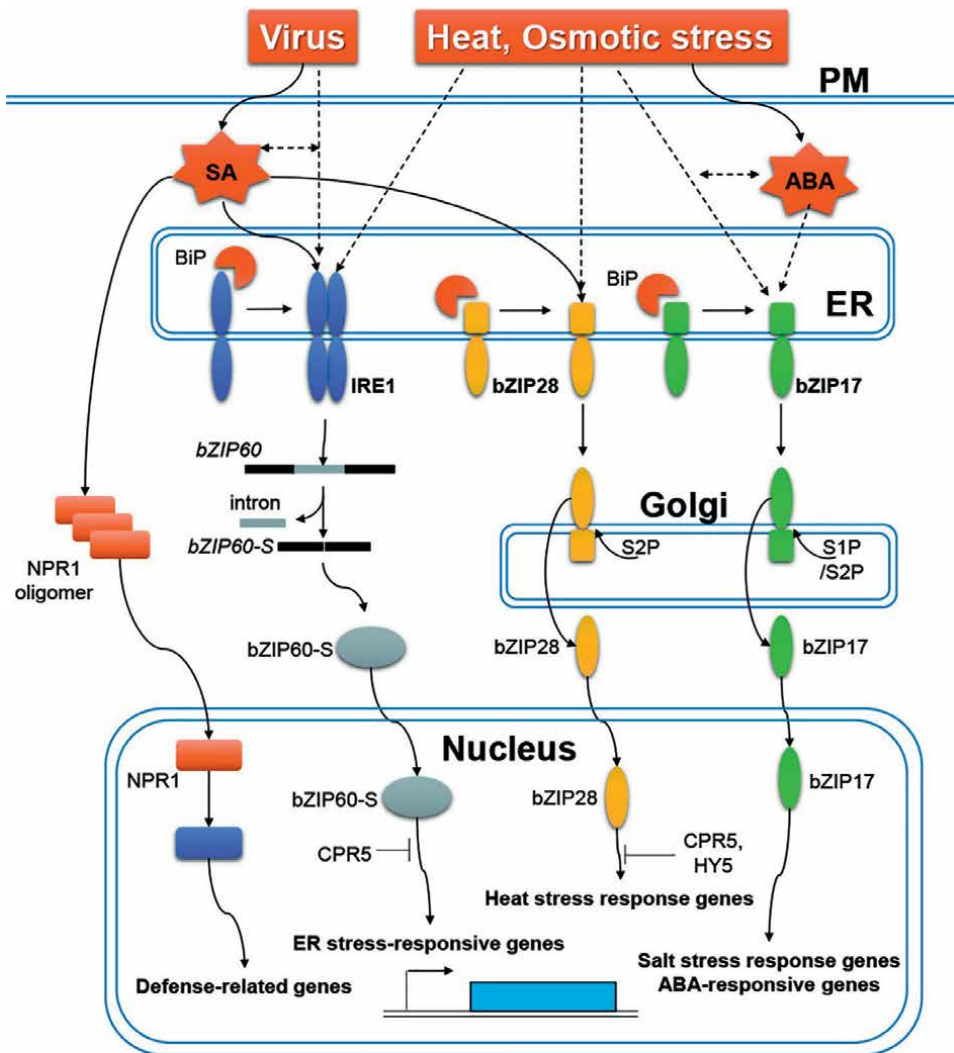 Virus
Heat, Osmotic stress
PM
SA
ABA
BiP
BiP
ER
IRE1
bZIP28
bZIP17
bZIP60
intron
bZIP60-S
Golgi
S2P
S1P
/S2P
NPR1
oligomer
bZIP60-S
bZIP28
bZIP17
Nucleus
NPR1
bZIP60-S
bZIP28
bZIP17
CPR5
CPR5,
HY5
Heat stress response genes
ER stress-responsive genes
Salt stress response genes
ABA-responsive genes
Defense-related genes